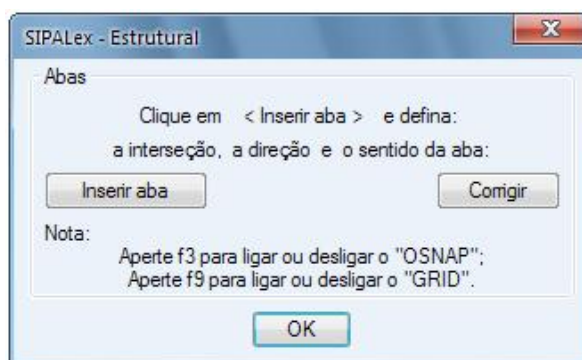 SIPALex - Estrutural
Abas
Clique em < Inserir aba > e defina:
a interseção, a direção e o sentido da aba:
Inserir aba Corrigir
Nota:
Aperte f3 para ligar ou desligar o "OSNAP";
Aperte f9 para ligar ou desligar o "GRID".
OK